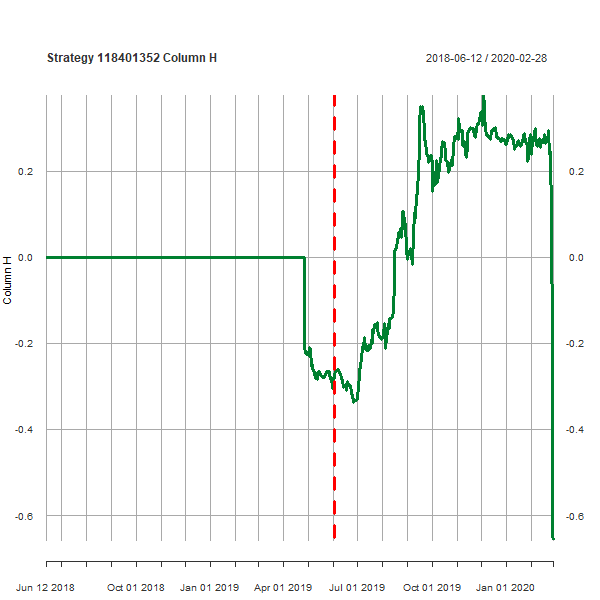 Strategy 118401352 Column H
2018-06-12 / 2020-02-28
Column H
0.2 0.2
0.0 0.0
-0.2 -0.2
-0.4 -0.4
-0.6 -0.6
Jun 12 2018 Oct 01 2018 Jan 01 2019 Apr 01 2019 Jul 01 2019 Oct 01 2019 Jan 01 2020